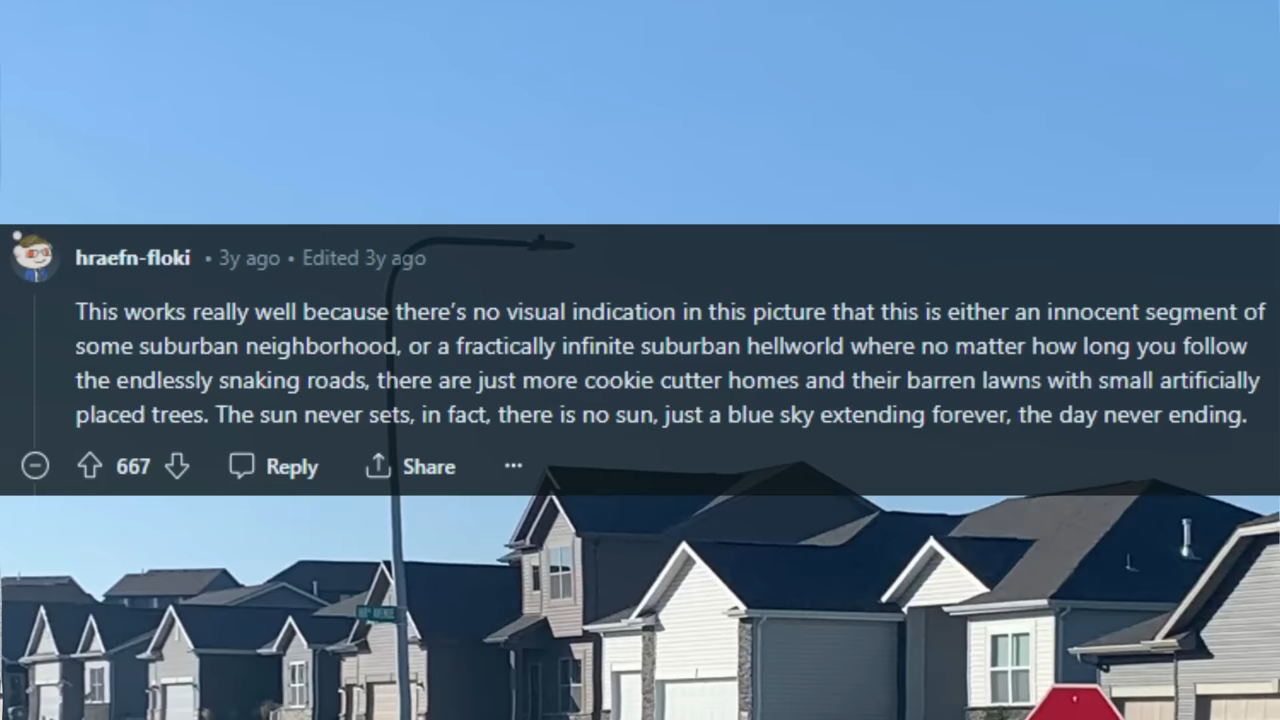 hraefn-floki • 3y ago • Edited 3y ago
This works really well because there's no visual indication in this picture that this is either an innocent segment of
some suburban neighborhood, or a fractically infinite suburban hellworld where no matter how long you follow
the endlessly snaking roads, there are just more cookie cutter homes and their barren lawns with small artificially
placed trees. The sun never sets, in fact, there is no sun, just a blue sky extending forever, the day never ending.
667 Reply Share ···